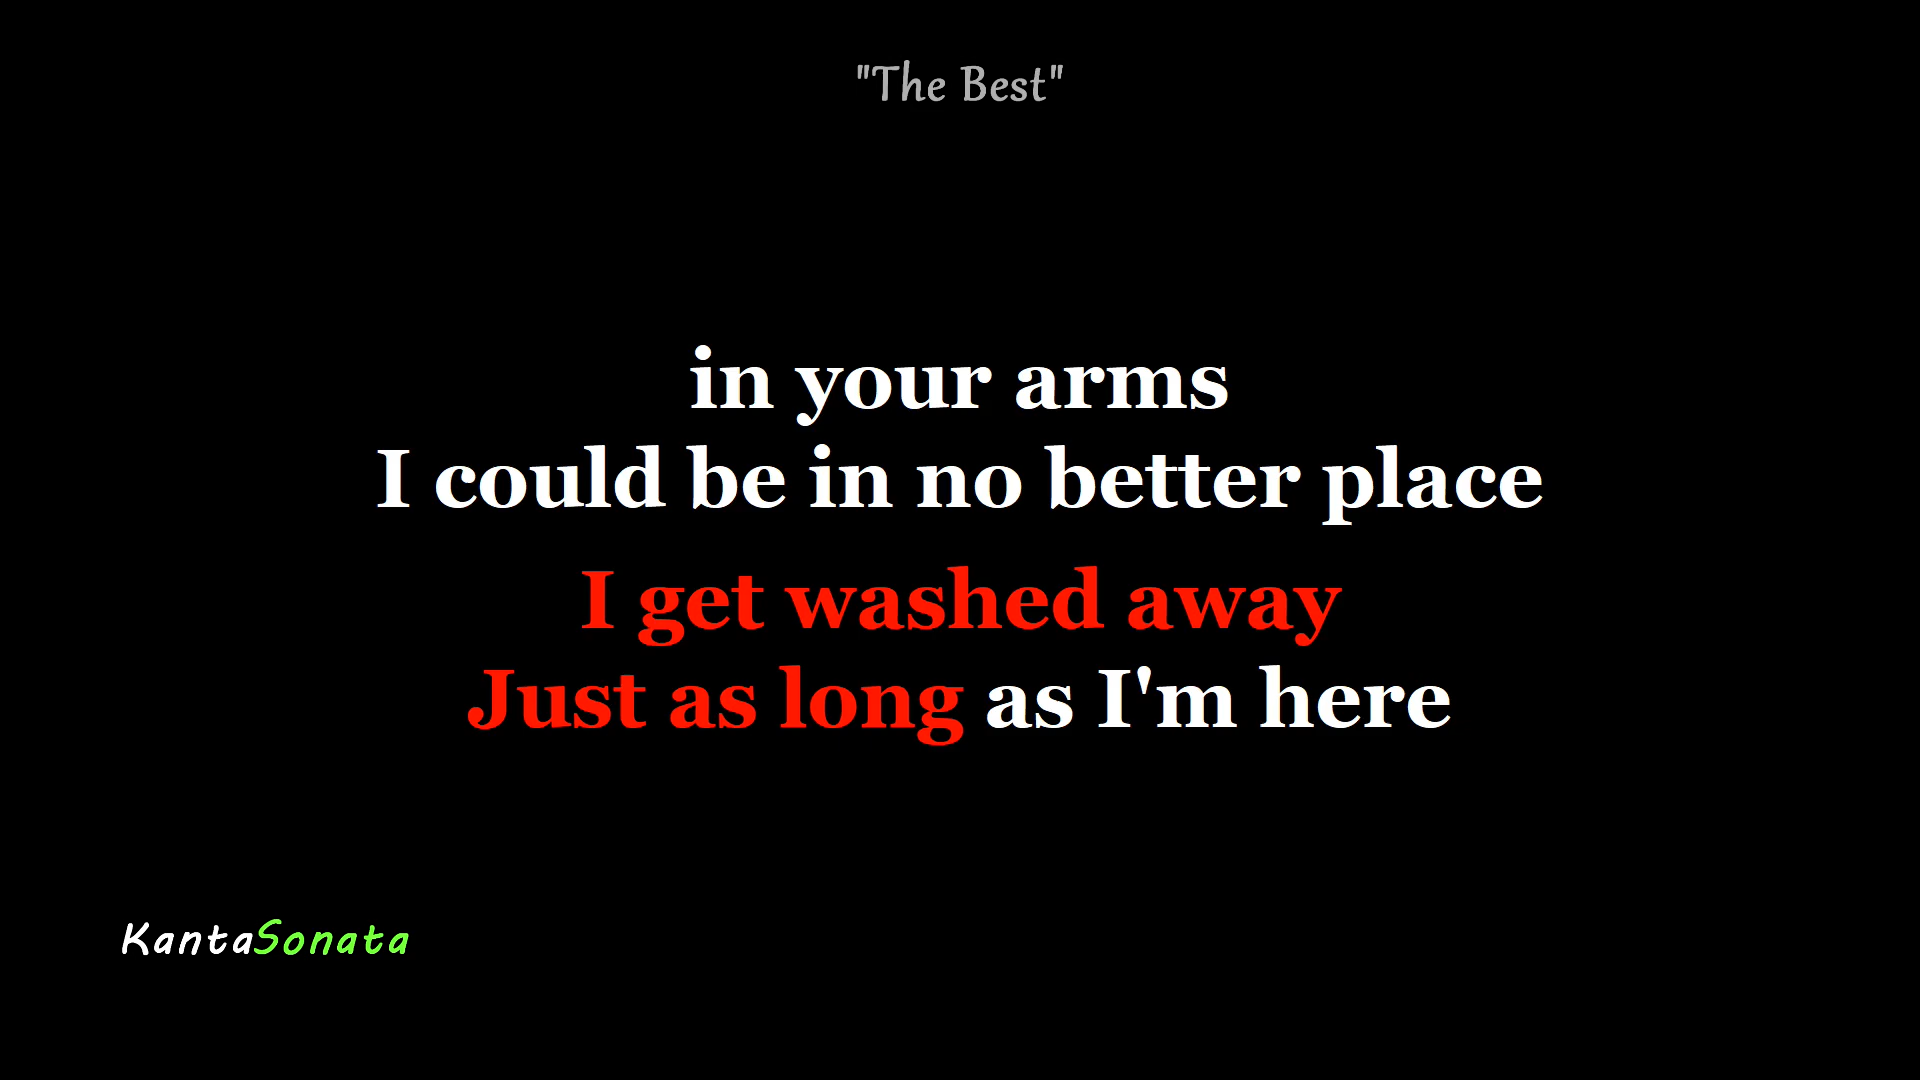 "The Best"
in your arms
I could be in no better place
I get washed away
Just as long as I'm here
KantaSonata